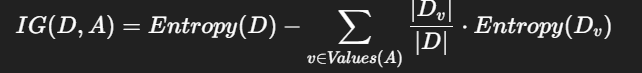 IG(D, A) = Entropy(D) − ∑_{v∈Values(A)} |D_v| / |D| · Entropy(D_v)